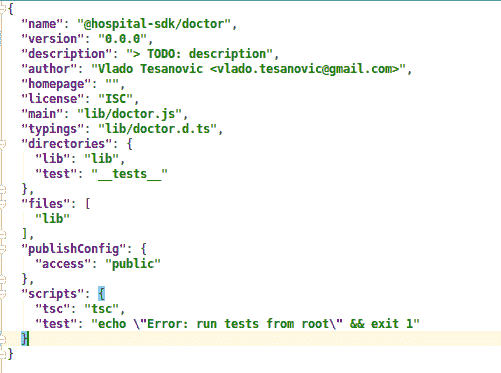 {
  "name": "@hospital-sdk/doctor",
  "version": "0.0.0",
  "description": "> TODO: description",
  "author": "Vlado Tesanovic <vlado.tesanovic@gmail.com>",
  "homepage": "",
  "license": "ISC",
  "main": "lib/doctor.js",
  "typings": "lib/doctor.d.ts",
  "directories": {
    "lib": "lib",
    "test": "__tests__"
  },
  "files": [
    "lib"
  ],
  "publishConfig": {
    "access": "public"
  },
  "scripts": {
    "tsc": "tsc",
    "test": "echo \"Error: run tests from root\" && exit 1"
  }
}